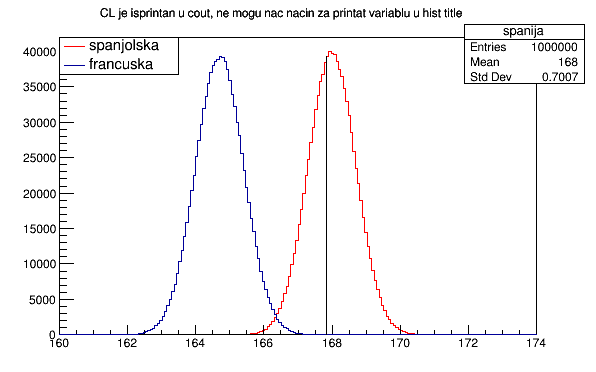 CL je isprintan u cout, ne mogu nac nacin za printat variablu u hist title
spanija
Entries 1000000
Mean 168
Std Dev 0.7007
spanjolska
francuska
40000
35000
30000
25000
20000
15000
10000
5000
0
160 162 164 166 168 170 172 174